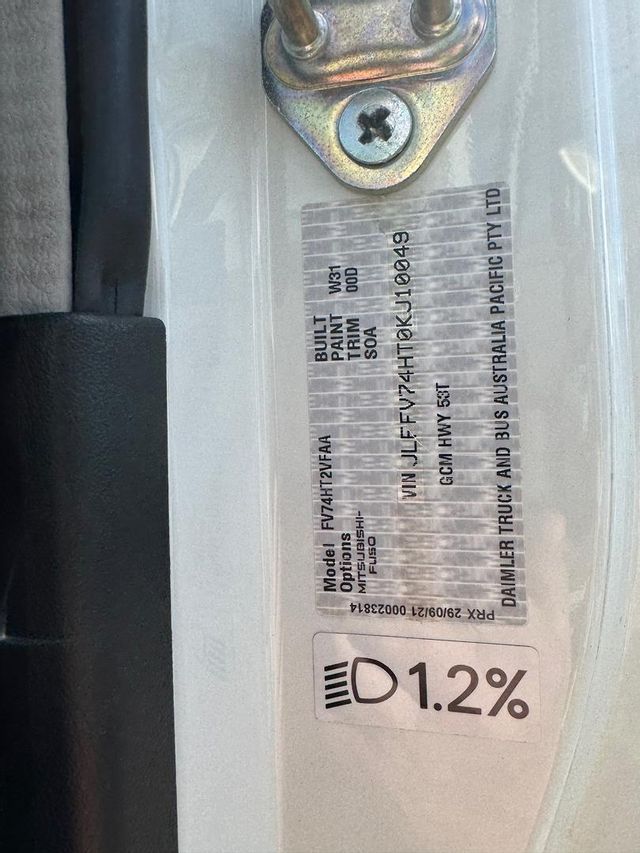 Model FV74HT2VFAA
Options
MITSUBISHI-
FUSO
BUILT
PAINT W31
TRIM 00D
SOA
VIN JLFFV74HT0KJ10049
GCM HWY 53T
DAIMLER TRUCK AND BUS AUSTRALIA PACIFIC PTY LTD
PRX 29/09/21 00023814
1.2%